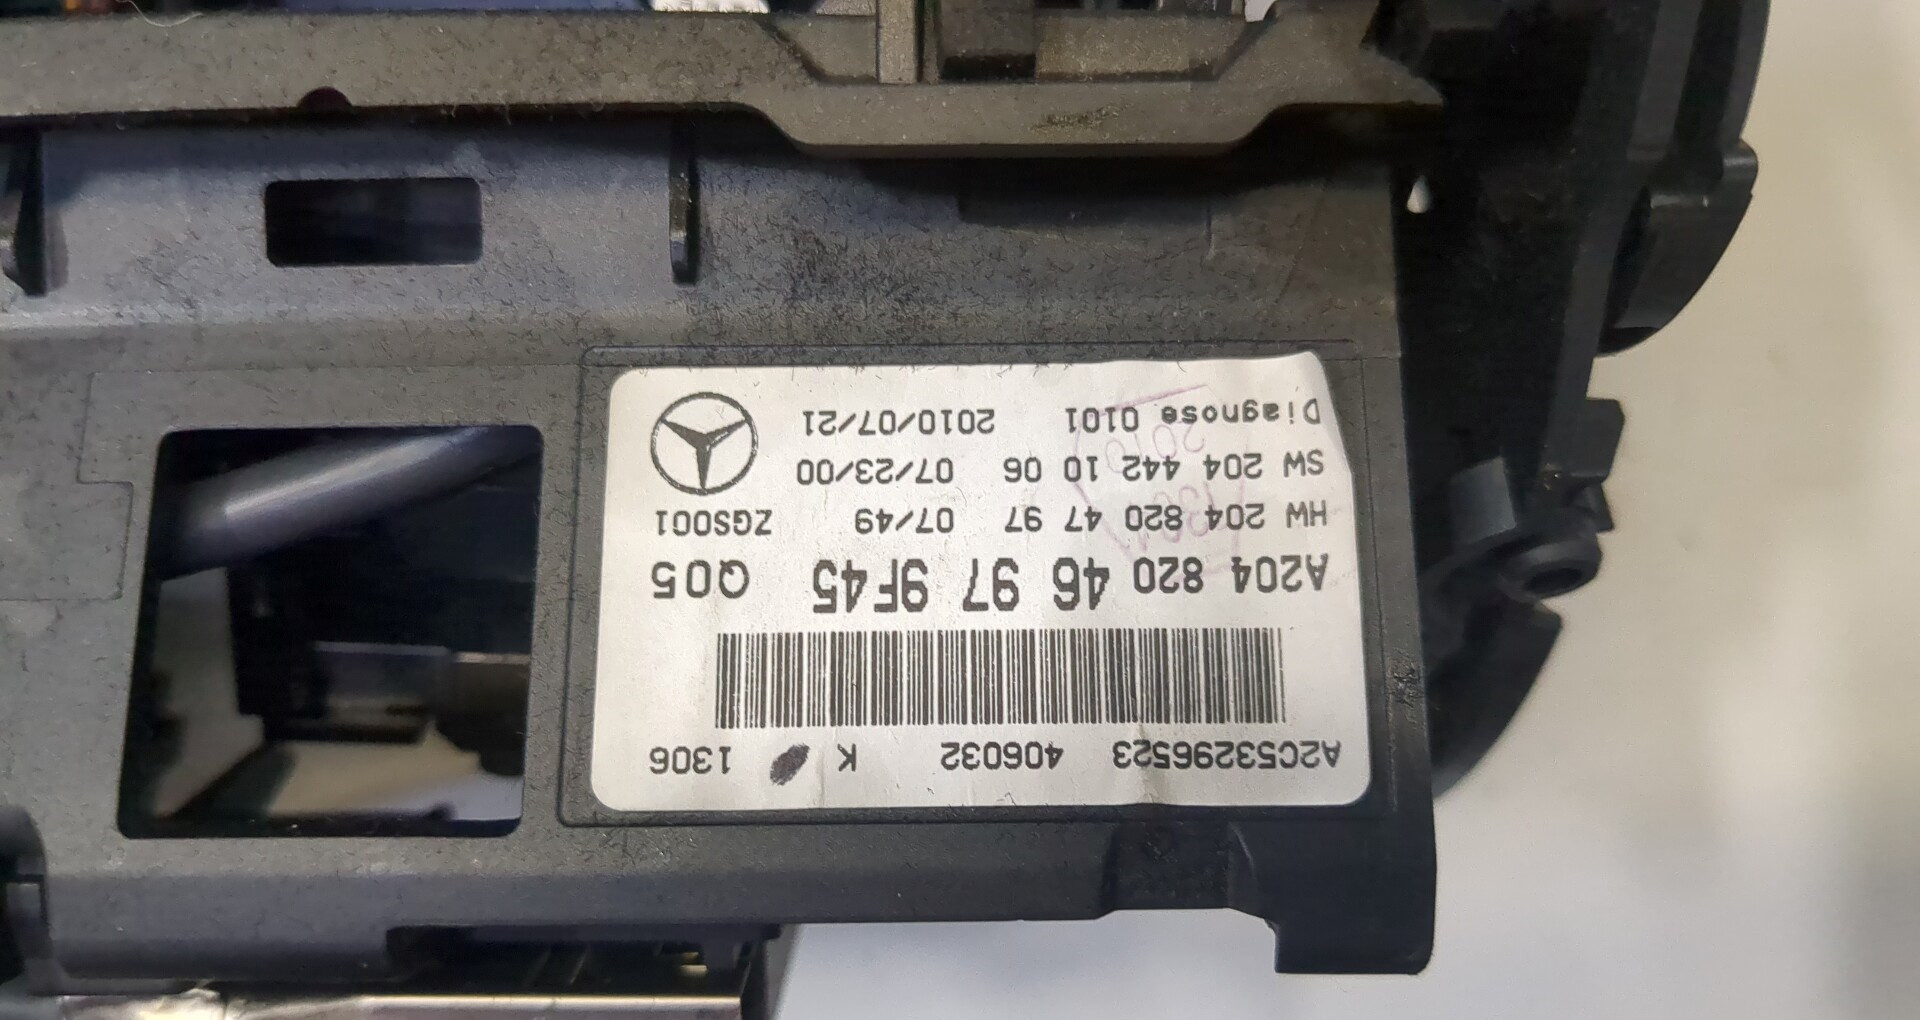 A2C53296523 406032 K 1306
A204 820 46 97 9F45 Q05
HW 204 820 47 97 07/49 ZGS001
SW 204 442 10 06 07/23/00
Diagnose 0101 2010/07/21